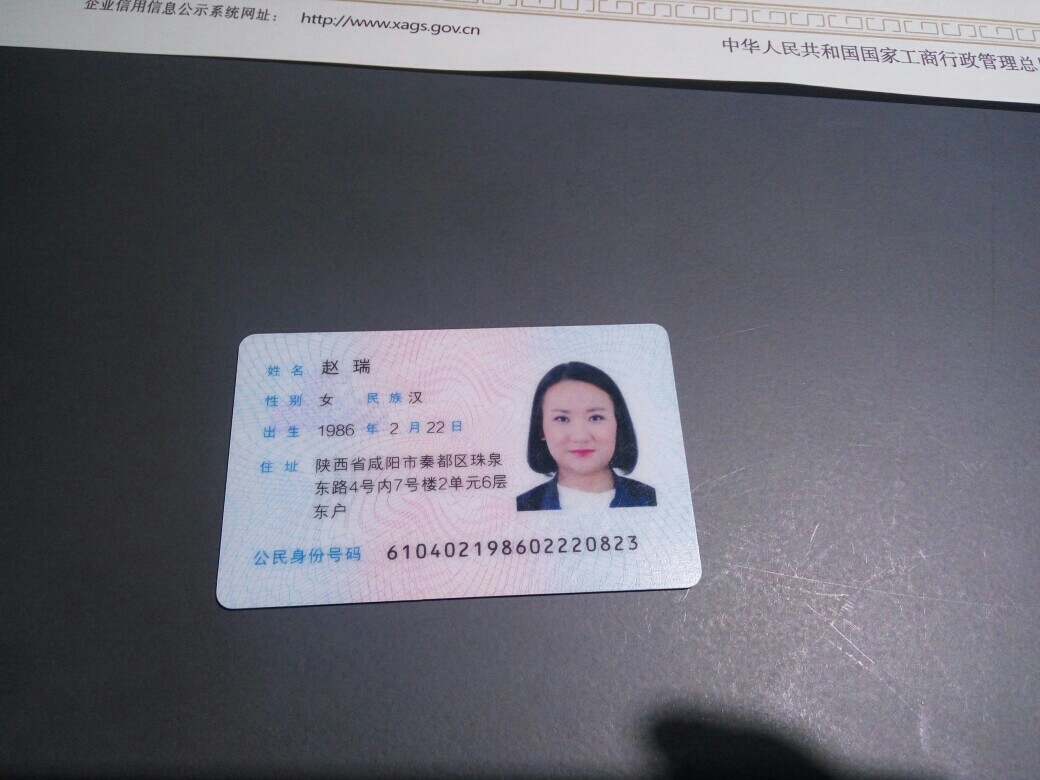 企业信用信息公示系统网址： http://www.xags.gov.cn
中华人民共和国国家工商行政管理总
姓名 赵瑞
性别 女 民族 汉
出生 1986 年 2 月 22 日
住址 陕西省咸阳市秦都区珠泉
东路4号内7号楼2单元6层
东户
公民身份号码 610402198602220823